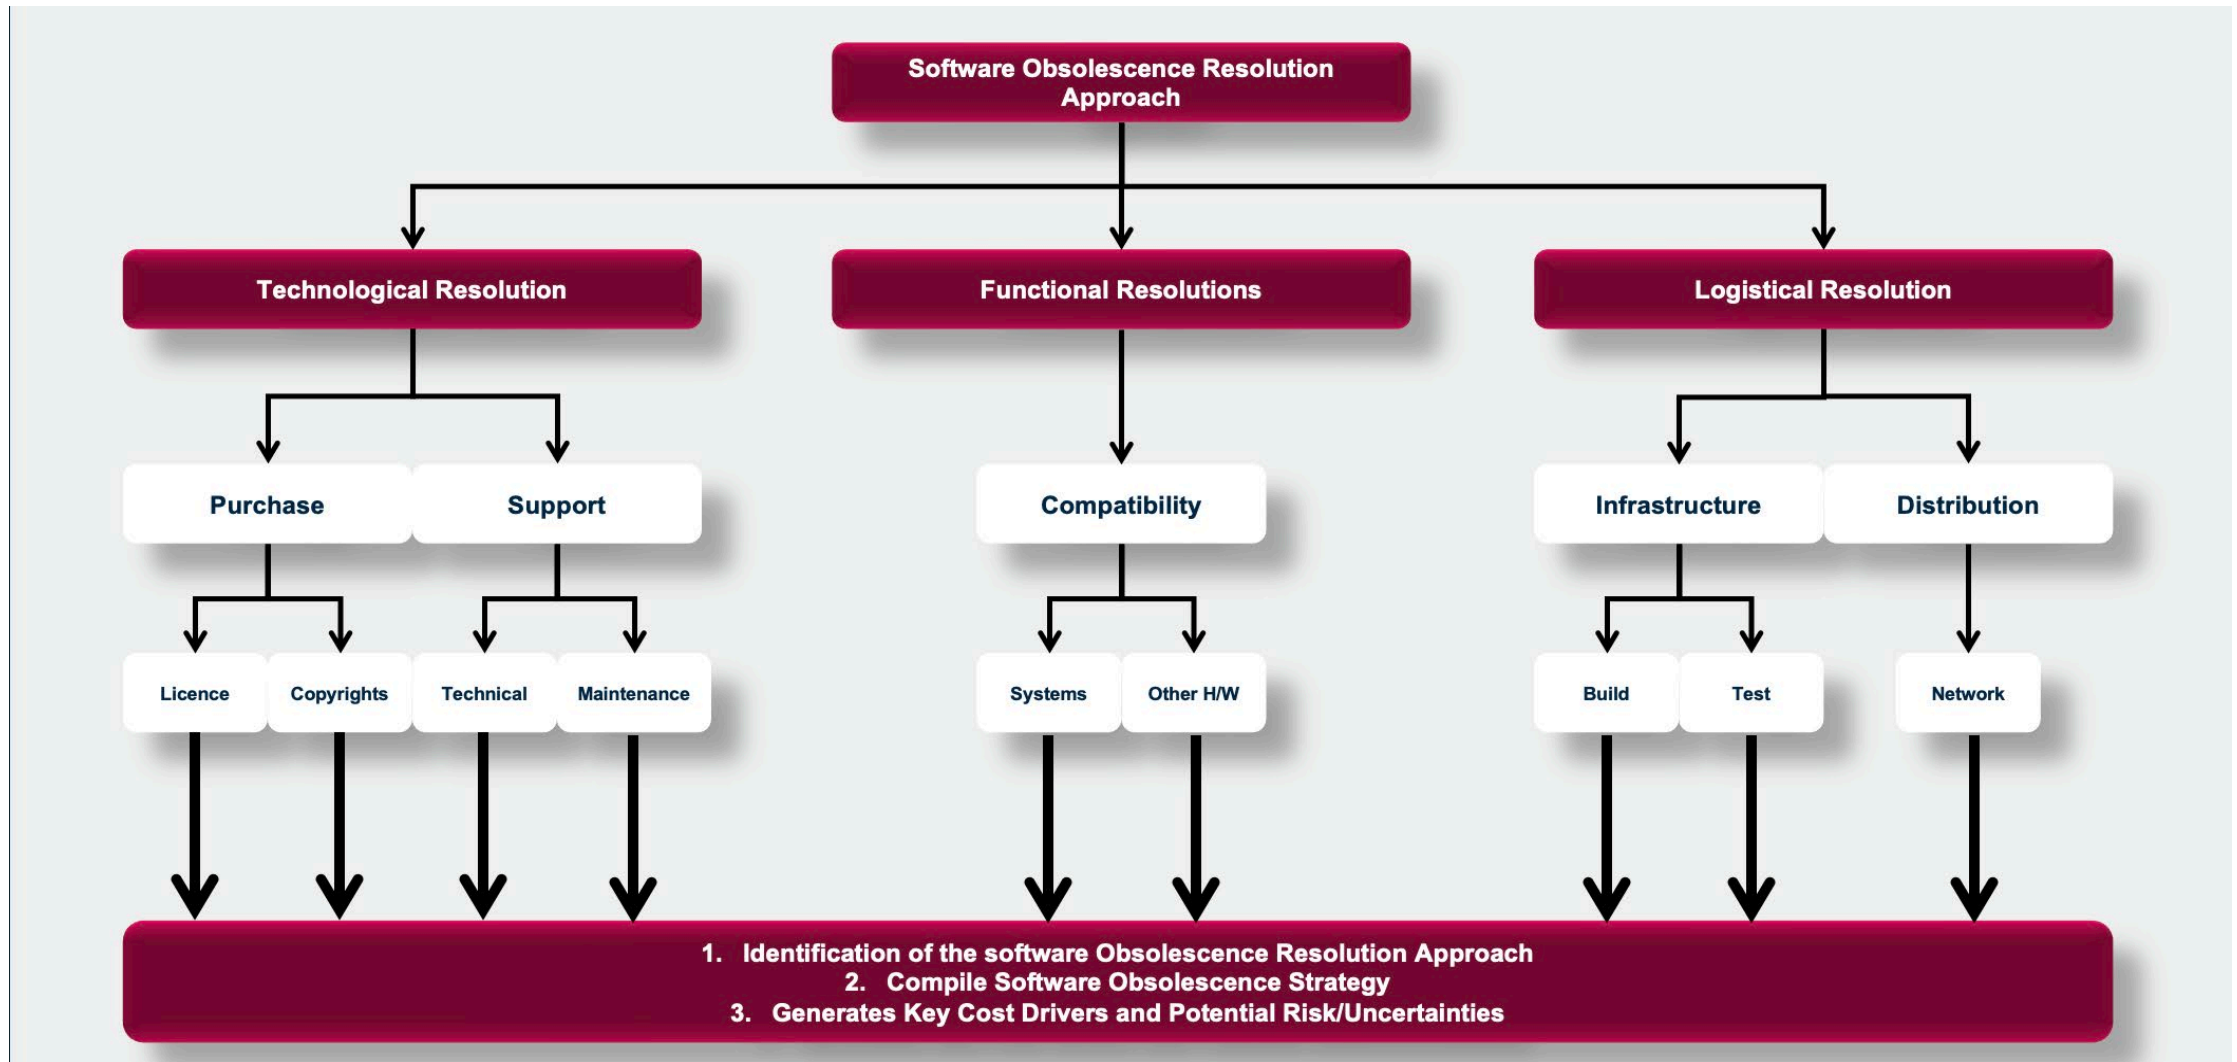 Software Obsolescence Resolution
Approach
Technological Resolution
Functional Resolutions
Logistical Resolution
Purchase
Support
Compatibility
Infrastructure
Distribution
Licence
Copyrights
Technical
Maintenance
Systems
Other H/W
Build
Test
Network
1. Identification of the software Obsolescence Resolution Approach
2. Compile Software Obsolescence Strategy
3. Generates Key Cost Drivers and Potential Risk/Uncertainties